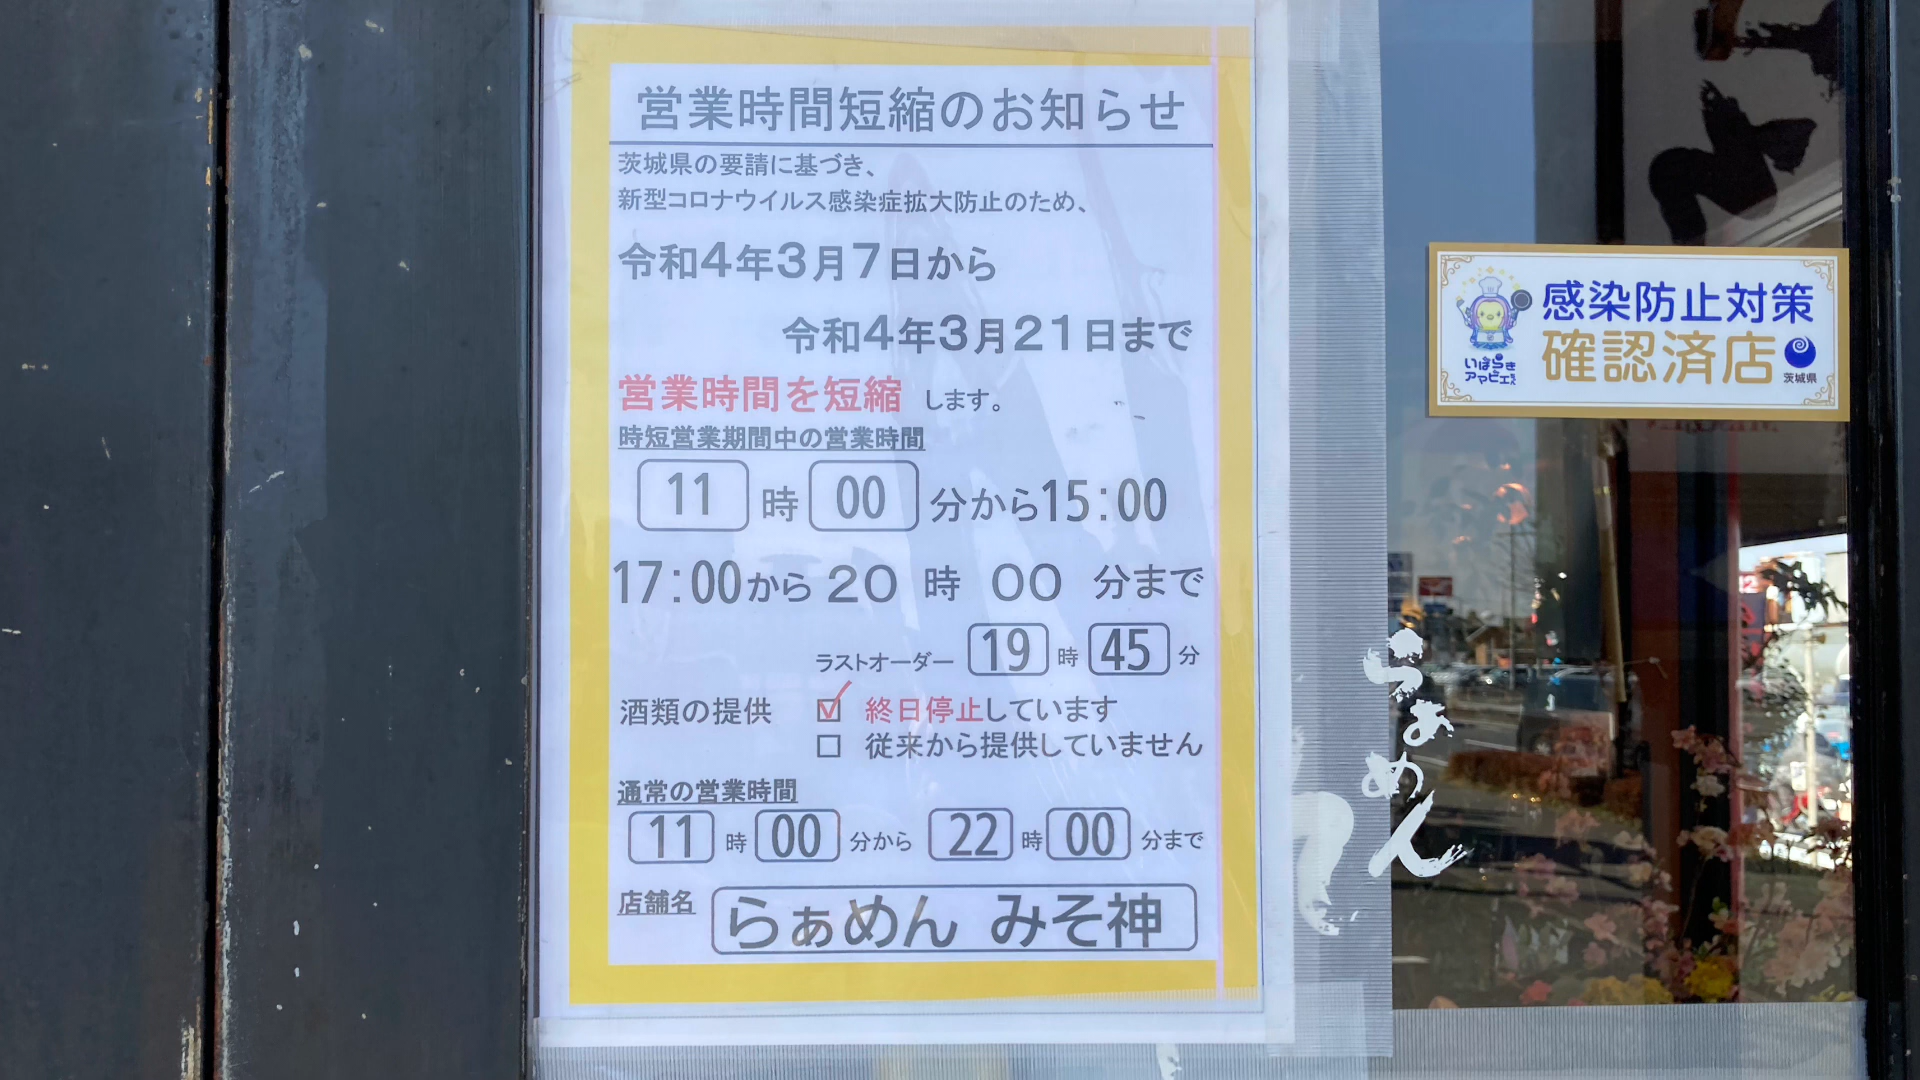 営業時間短縮のお知らせ
茨城県の要請に基づき、
新型コロナウイルス感染症拡大防止のため、
令和4年3月7日から
令和4年3月21日まで
営業時間を短縮 します。
時短営業期間中の営業時間
11 時 00 分から15:00
17:00から 20 時 00 分まで
ラストオーダー 19 時 45 分
酒類の提供 ☑ 終日停止しています
□ 従来から提供していません
通常の営業時間
11 時 00 分から 22 時 00 分まで
店舗名 らぁめん みそ神
感染防止対策
確認済店
いばらき
アマビエちゃん
茨城県
らぁめん